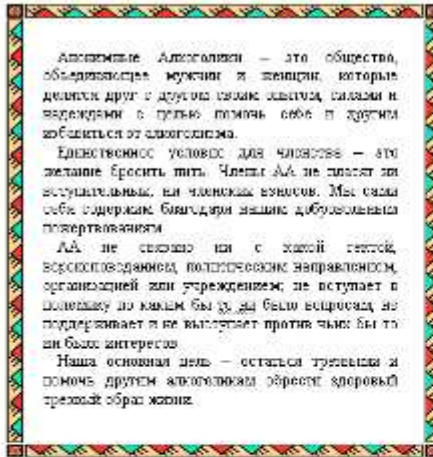 Анонимные Алкоголики – это общество,
объединяющее мужчин и женщин, которые
делятся друг с другом своим опытом, силами и
надеждами с целью помочь себе и другим
избавиться от алкоголизма.
Единственное условие для членства – это
желание бросить пить. Члены АА не платят ни
вступительных, ни членских взносов. Мы сами
себя содержим благодаря нашим добровольным
пожертвованиям.
АА не связано ни с какой сектой,
вероисповеданием, политическим направлением,
организацией или учреждением; не вступает в
полемику по каким бы то ни было вопросам, не
поддерживает и не выступает против чьих бы то
ни было интересов.
Наша основная цель – остаться трезвыми и
помочь другим алкоголикам обрести здоровый
трезвый образ жизни.